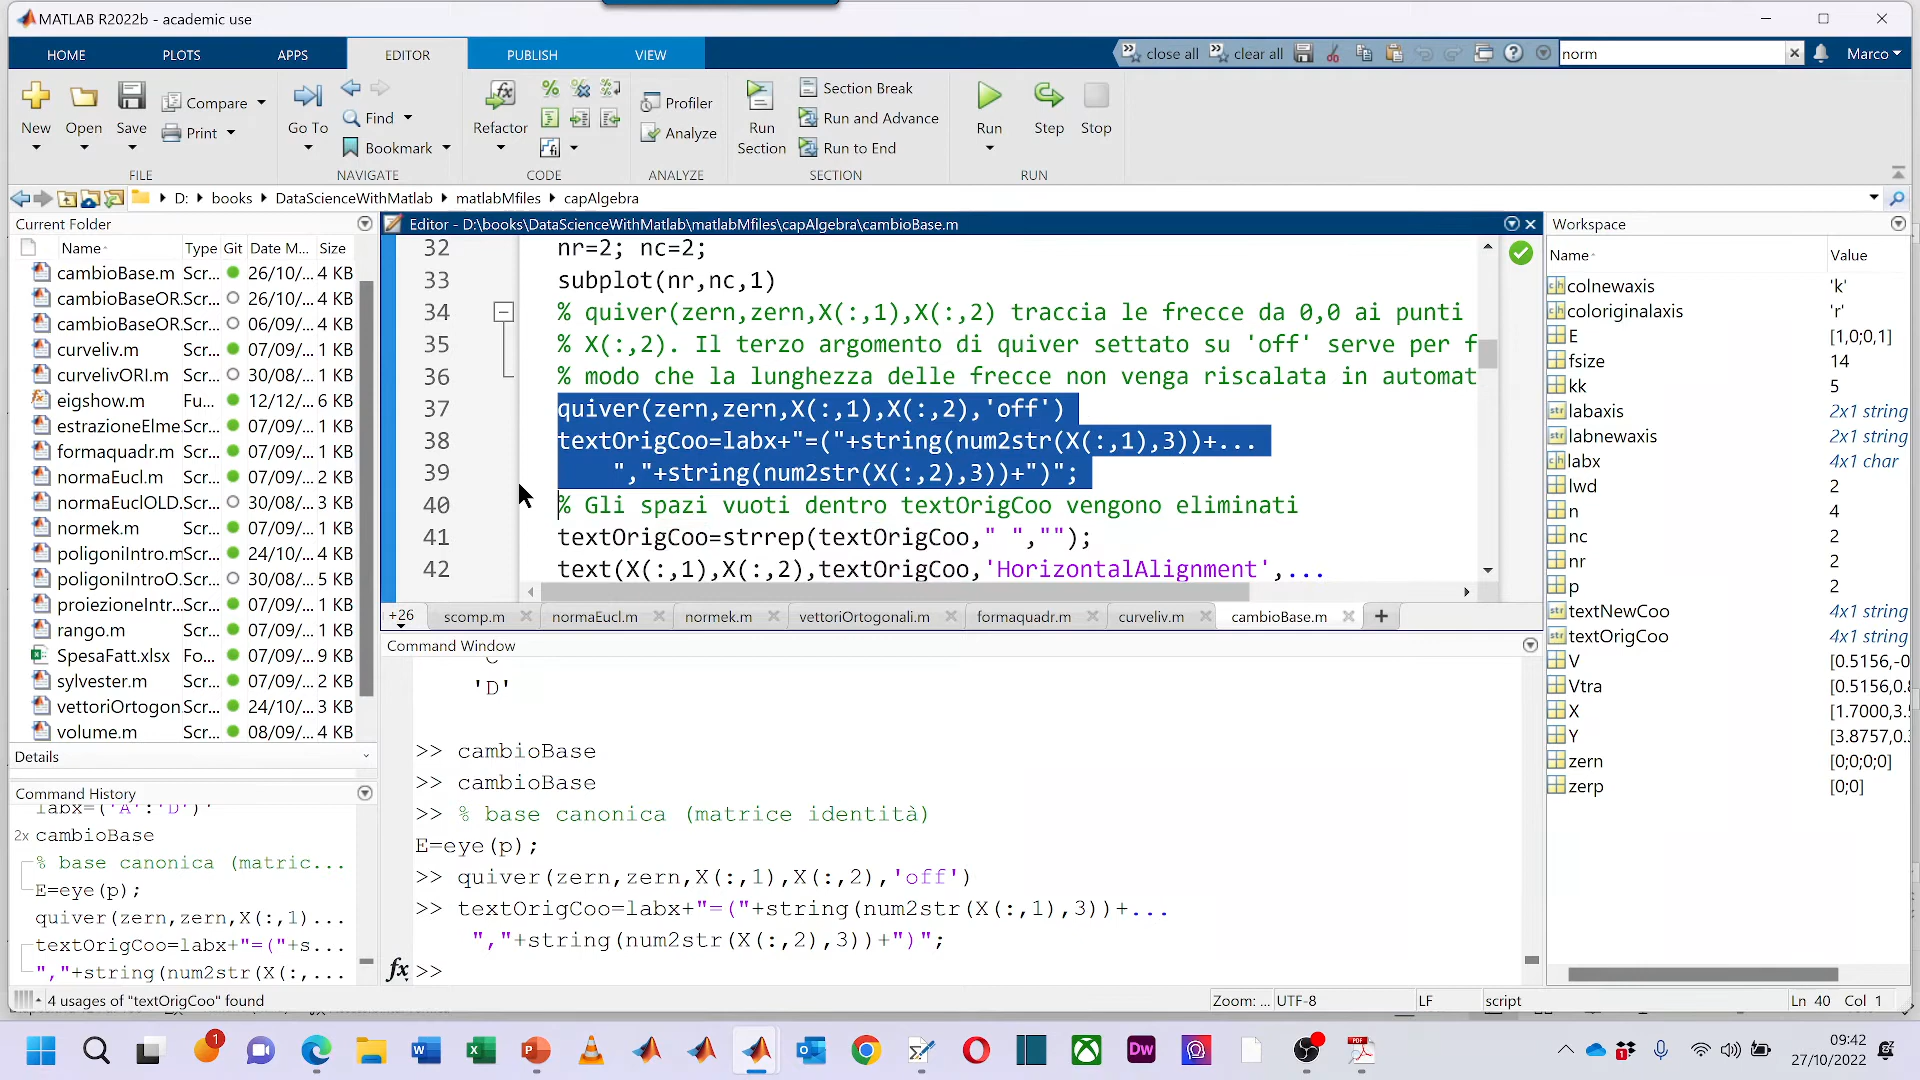 MATLAB R2022b - academic use
HOME
PLOTS
APPS
EDITOR
PUBLISH
VIEW
close all
clear all
norm
Marco
New
Open
Save
Compare
Print
FILE
Go To
Find
Bookmark
NAVIGATE
Refactor
CODE
Profiler
Analyze
ANALYZE
Run
Section
Section Break
Run and Advance
Run to End
SECTION
Run
Step
Stop
RUN
D: books DataScienceWithMatlab matlabMfiles capAlgebra
Current Folder
Name Type Git Date M... Size
cambioBase.m Scr... 26/10/... 4 KB
cambioBaseOR. Scr... 26/10/... 4 KB
cambioBaseOR. Scr... 06/09/... 4 KB
curveliv.m Scr... 07/09/... 1 KB
curvelivORI.m Scr... 30/08/... 1 KB
eigshow.m Fu... 12/12/... 6 KB
estrazioneEleme Scr... 07/09/... 1 KB
formaquadr.m Scr... 07/09/... 1 KB
normaEucl.m Scr... 07/09/... 2 KB
normaEuclOLD. Scr... 30/08/... 3 KB
normek.m Scr... 07/09/... 1 KB
poligoniIntro.m Scr... 24/10/... 4 KB
poligoniIntroO. Scr... 30/08/... 5 KB
proiezioneIntr... Scr... 07/09/... 1 KB
rango.m Scr... 07/09/... 1 KB
SpesaFatt.xlsx Fo... 07/09/... 9 KB
sylvester.m Scr... 07/09/... 2 KB
vettoriOrtogon Scr... 24/10/... 3 KB
volume.m Scr... 08/09/... 1 KB
Details
Command History
labx=('A':'D')'
2x cambioBase
% base canonica (matric...
E=eye(p);
quiver(zern,zern,X(:,1)...
textOrigCoo=labx+"=("+s...
","+string(num2str(X(:,...
Editor - D:\books\DataScienceWithMatlab\matlabMfiles\capAlgebra\cambioBase.m
32 nr=2; nc=2;
33 subplot(nr,nc,1)
34 % quiver(zern,zern,X(:,1),X(:,2) traccia le frecce da 0,0 ai punti
35 % X(:,2). Il terzo argomento di quiver settato su 'off' serve per f
36 % modo che la lunghezza delle frecce non venga riscalata in automat
37 quiver(zern,zern,X(:,1),X(:,2),'off')
38 textOrigCoo=labx+"=("+string(num2str(X(:,1),3))+...
39 ","+string(num2str(X(:,2),3))+")";
40 % Gli spazi vuoti dentro textOrigCoo vengono eliminati
41 textOrigCoo=strrep(textOrigCoo," ","");
42 text(X(:,1),X(:,2),textOrigCoo,'HorizontalAlignment',...
+26 scomp.m normaEucl.m normek.m vettoriOrtogonali.m formaquadr.m curveliv.m cambioBase.m
Command Window
'D'
>> cambioBase
>> cambioBase
>> % base canonica (matrice identità)
E=eye(p);
>> quiver(zern,zern,X(:,1),X(:,2),'off')
>> textOrigCoo=labx+"=("+string(num2str(X(:,1),3))+...
","+string(num2str(X(:,2),3))+")";
fx >>
Workspace
Name Value
colnewaxis 'k'
coloriginalaxis 'r'
E [1,0;0,1]
fsize 14
kk 5
labaxis 2x1 string
labnewaxis 2x1 string
labx 4x1 char
lwd 2
n 4
nc 2
nr 2
p 2
textNewCoo 4x1 string
textOrigCoo 4x1 string
V [0.5156,-0
Vtra [0.5156,0.8
X [1.7000,3.
Y [3.8757,0.
zern [0;0;0;0]
zerp [0;0]
4 usages of "textOrigCoo" found
Zoom: ... UTF-8 LF script Ln 40 Col 1
09:42
27/10/2022